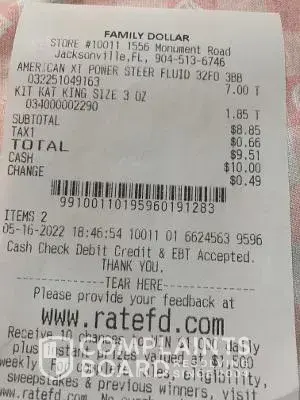 FAMILY DOLLAR
STORE #10011 1556 Monument Road
Jacksonville,FL, 904-513-6746
AMERICAN XT POWER STEER FLUID 32FO 3BB
032251049163 7.00 T
KIT KAT KING SIZE 3 OZ
034000002290 1.85 T
SUBTOTAL $8.85
TAX1 $0.66
TOTAL $9.51
CASH $10.00
CHANGE $0.49
99100110195960191283
ITEMS 2
05-16-2022 18:46:54 10011 01 6624563 9596
Cash Check Debit Credit & EBT Accepted.
THANK YOU.
TEAR HERE
Please provide your feedback at
www.ratefd.com
Receive 10 chances WIN $1000 daily
plus instant prizes valued at $1,500
weekly eligibility,
sweepstakes & previous winners, visit
www.ratefd.com
COMPLAINTS
BOARD